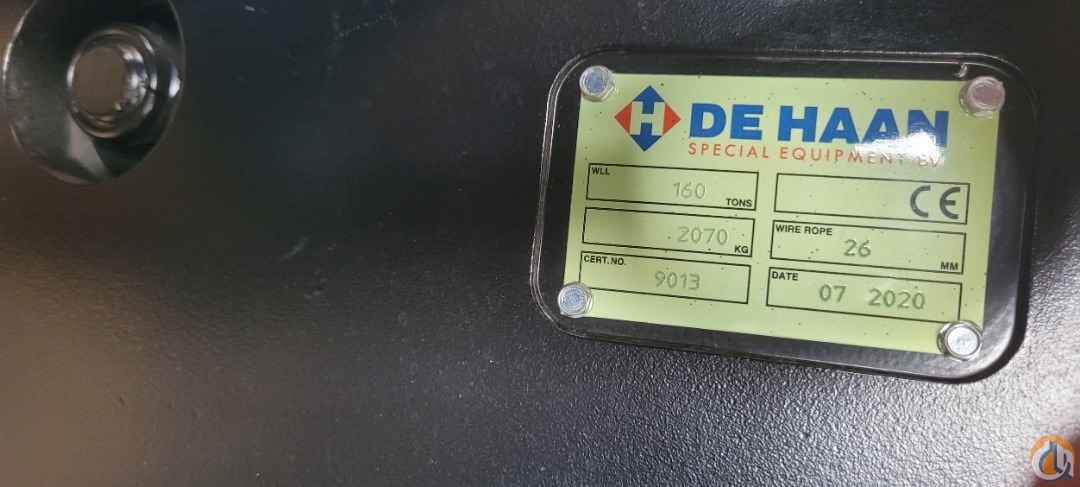 H DE HAAN
SPECIAL EQUIPMENT BV
WLL 160 TONS
CE
2070 KG
WIRE ROPE 26 MM
CERT. NO. 9013
DATE 07 2020